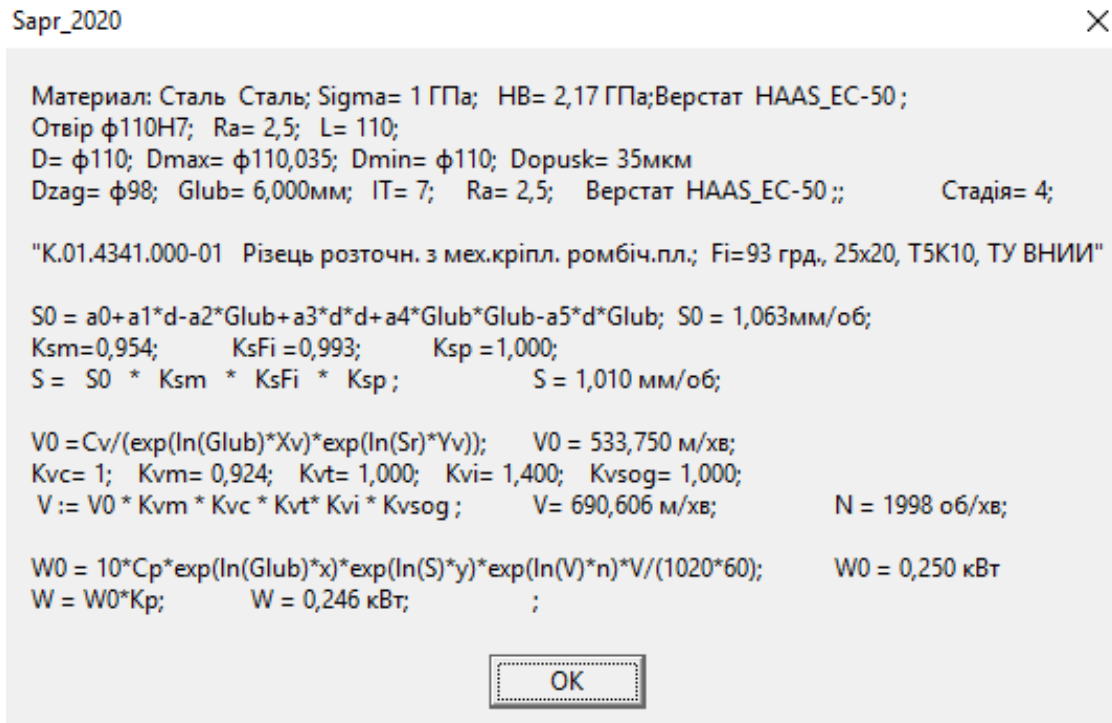 Sapr_2020
Материал: Сталь Сталь; Sigma= 1 ГПа; HB= 2,17 ГПа;Верстат HAAS_EC-50 ;
Отвір ф110H7; Ra= 2,5; L= 110;
D= ф110; Dmax= ф110,035; Dmin= ф110; Dopusk= 35мкм
Dzag= ф98; Glub= 6,000мм; IT= 7; Ra= 2,5; Верстат HAAS_EC-50 ;; Стадія= 4;
"К.01.4341.000-01 Різець розточн. з мех.кріпл. ромбіч.пл.; Fi=93 грд., 25x20, Т5К10, ТУ ВНИИ"
S0 = a0+a1*d-a2*Glub+a3*d*d+a4*Glub*Glub-a5*d*Glub; S0 = 1,063мм/об;
Ksm=0,954; KsFi =0,993; Ksp =1,000;
S = S0 * Ksm * KsFi * Ksp ; S = 1,010 мм/об;
V0 =Cv/(exp(ln(Glub)*Xv)*exp(ln(Sr)*Yv)); V0 = 533,750 м/хв;
Kvc= 1; Kvm= 0,924; Kvt= 1,000; Kvi= 1,400; Kvsog= 1,000;
V := V0 * Kvm * Kvc * Kvt* Kvi * Kvsog ; V= 690,606 м/хв; N = 1998 об/хв;
W0 = 10*Cp*exp(ln(Glub)*x)*exp(ln(S)*y)*exp(ln(V)*n)*V/(1020*60); W0 = 0,250 кВт
W = W0*Kp; W = 0,246 кВт; ;
OK